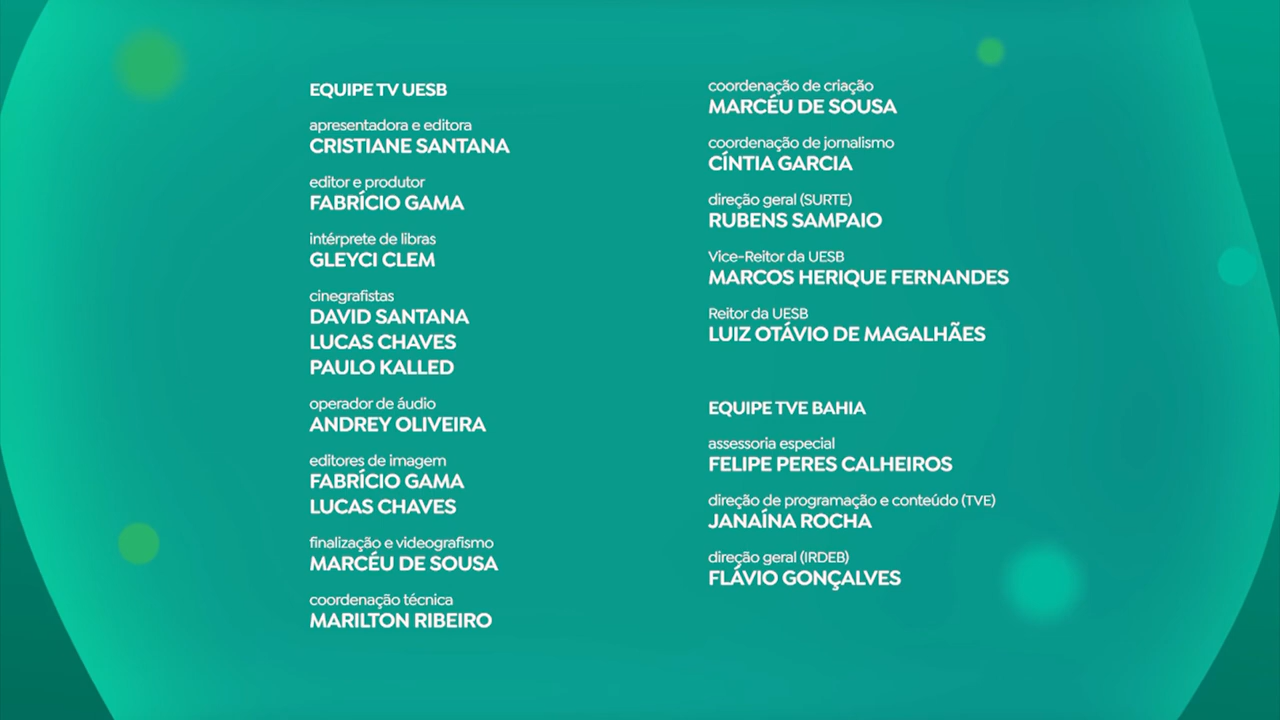 EQUIPE TV UESB
apresentadora e editora
CRISTIANE SANTANA
editor e produtor
FABRÍCIO GAMA
intérprete de libras
GLEYCI CLEM
cinegrafistas
DAVID SANTANA
LUCAS CHAVES
PAULO KALLED
operador de áudio
ANDREY OLIVEIRA
editores de imagem
FABRÍCIO GAMA
LUCAS CHAVES
finalização e videografismo
MARCÉU DE SOUSA
coordenação técnica
MARILTON RIBEIRO
coordenação de criação
MARCÉU DE SOUSA
coordenação de jornalismo
CÍNTIA GARCIA
direção geral (SURTE)
RUBENS SAMPAIO
Vice-Reitor da UESB
MARCOS HERIQUE FERNANDES
Reitor da UESB
LUIZ OTÁVIO DE MAGALHÃES
EQUIPE TVE BAHIA
assessoria especial
FELIPE PERES CALHEIROS
direção de programação e conteúdo (TVE)
JANAÍNA ROCHA
direção geral (IRDEB)
FLÁVIO GONÇALVES